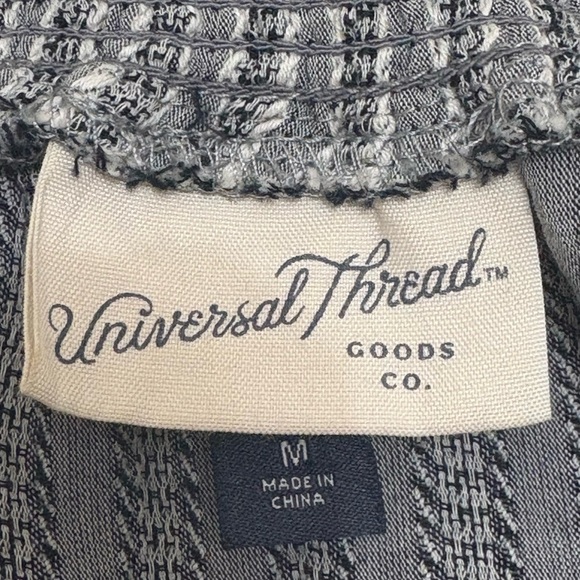 Universal Thread™
GOODS
CO.
M
MADE IN
CHINA